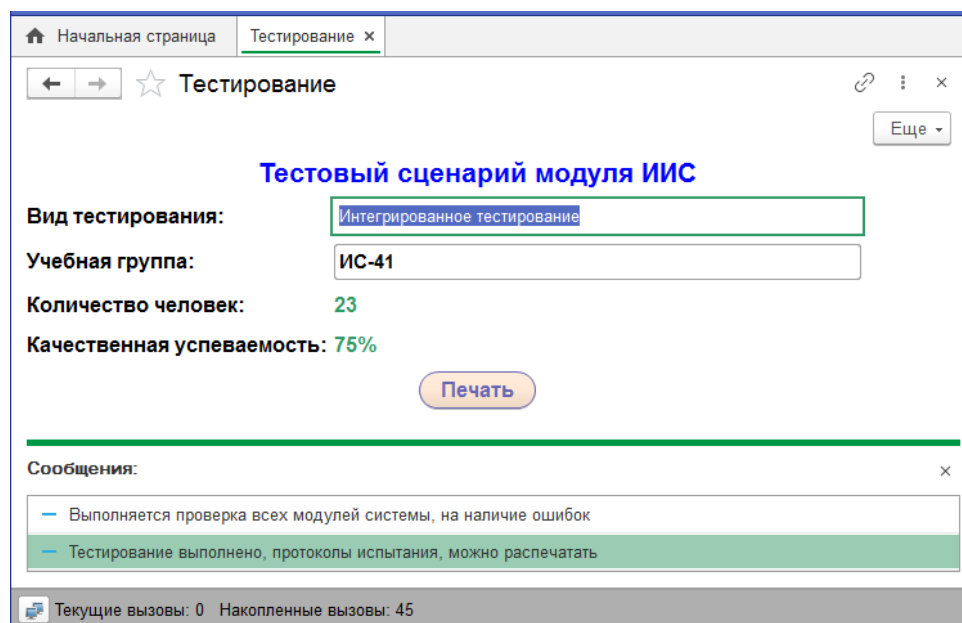 Начальная страница Тестирование ×
Тестирование
Еще
Тестовый сценарий модуля ИИС
Вид тестирования: Интегрированное тестирование
Учебная группа: ИС-41
Количество человек: 23
Качественная успеваемость: 75%
Печать
Сообщения:
Выполняется проверка всех модулей системы, на наличие ошибок
Тестирование выполнено, протоколы испытания, можно распечатать
Текущие вызовы: 0 Накопленные вызовы: 45